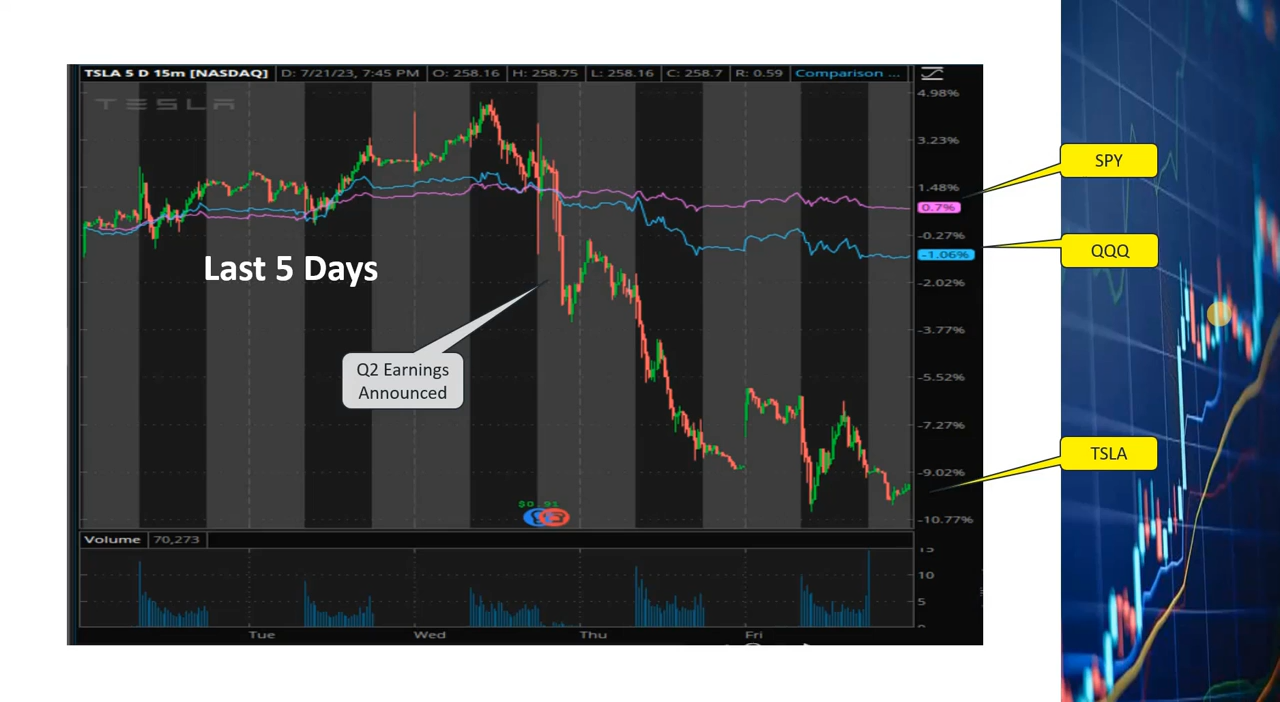 TSLA 5 D 15m [NASDAQ] D: 7/21/23, 7:45 PM O: 258.16 H: 258.75 L: 258.16 C: 258.7 R: 0.59 Comparison ...
TESLA
4.98%
3.23%
1.48%
0.7%
-0.27%
-1.06%
-2.02%
-3.77%
-5.52%
-7.27%
-9.02%
-10.77%
SPY
QQQ
TSLA
Last 5 Days
Q2 Earnings
Announced
$0.91
Volume 70,273
15
10
5
Tue Wed Thu Fri